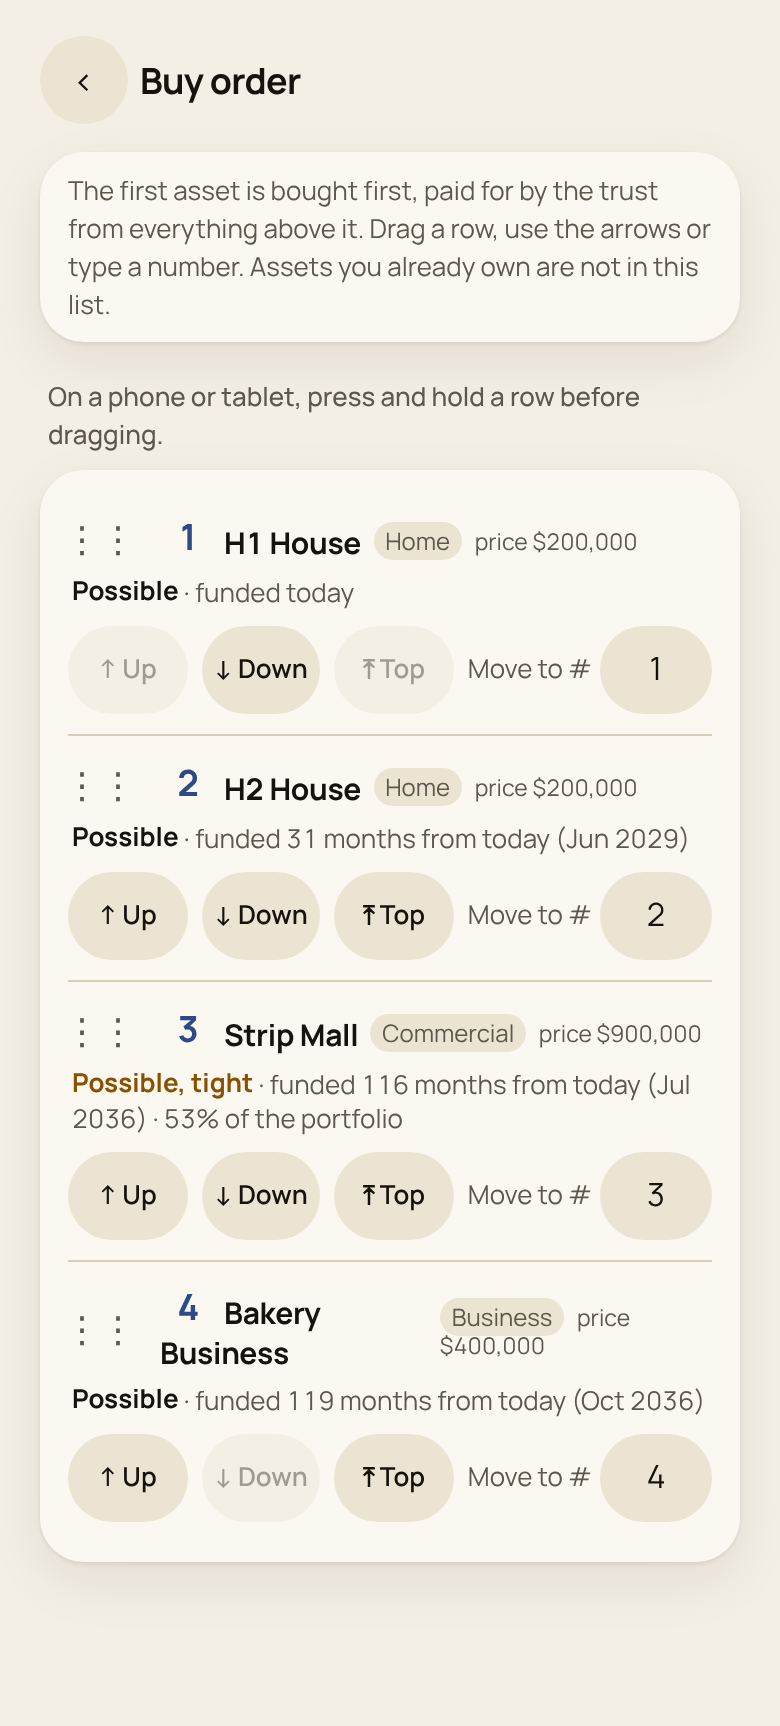 ‹ Buy order
The first asset is bought first, paid for by the trust
from everything above it. Drag a row, use the arrows or
type a number. Assets you already own are not in this
list.
On a phone or tablet, press and hold a row before
dragging.
⋮⋮ 1 H1 House Home price $200,000
Possible · funded today
↑ Up ↓ Down ⤒Top Move to # 1
⋮⋮ 2 H2 House Home price $200,000
Possible · funded 31 months from today (Jun 2029)
↑ Up ↓ Down ⤒Top Move to # 2
⋮⋮ 3 Strip Mall Commercial price $900,000
Possible, tight · funded 116 months from today (Jul
2036) · 53% of the portfolio
↑ Up ↓ Down ⤒Top Move to # 3
⋮⋮ 4 Bakery
Business
Business price
$400,000
Possible · funded 119 months from today (Oct 2036)
↑ Up ↓ Down ⤒Top Move to # 4